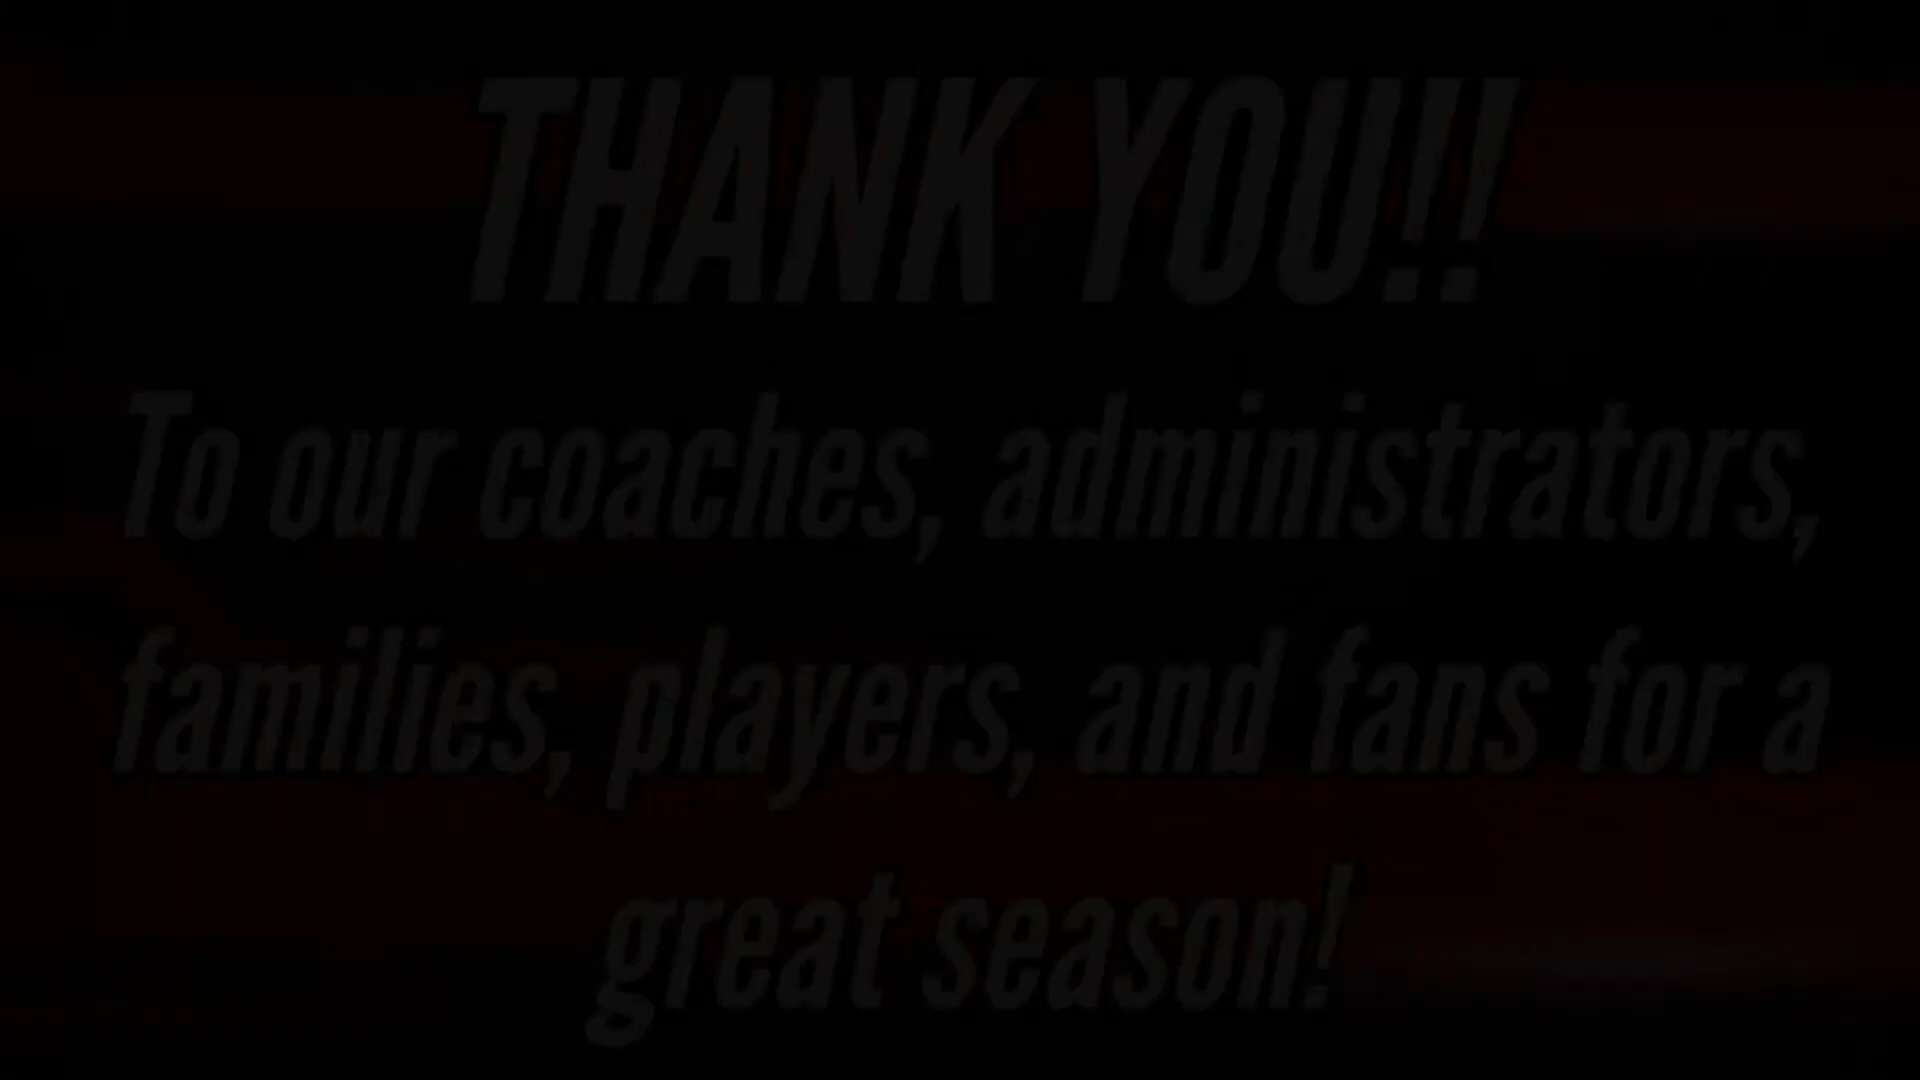 THANK YOU!!
To our coaches, administrators,
families, players, and fans for a
great season!